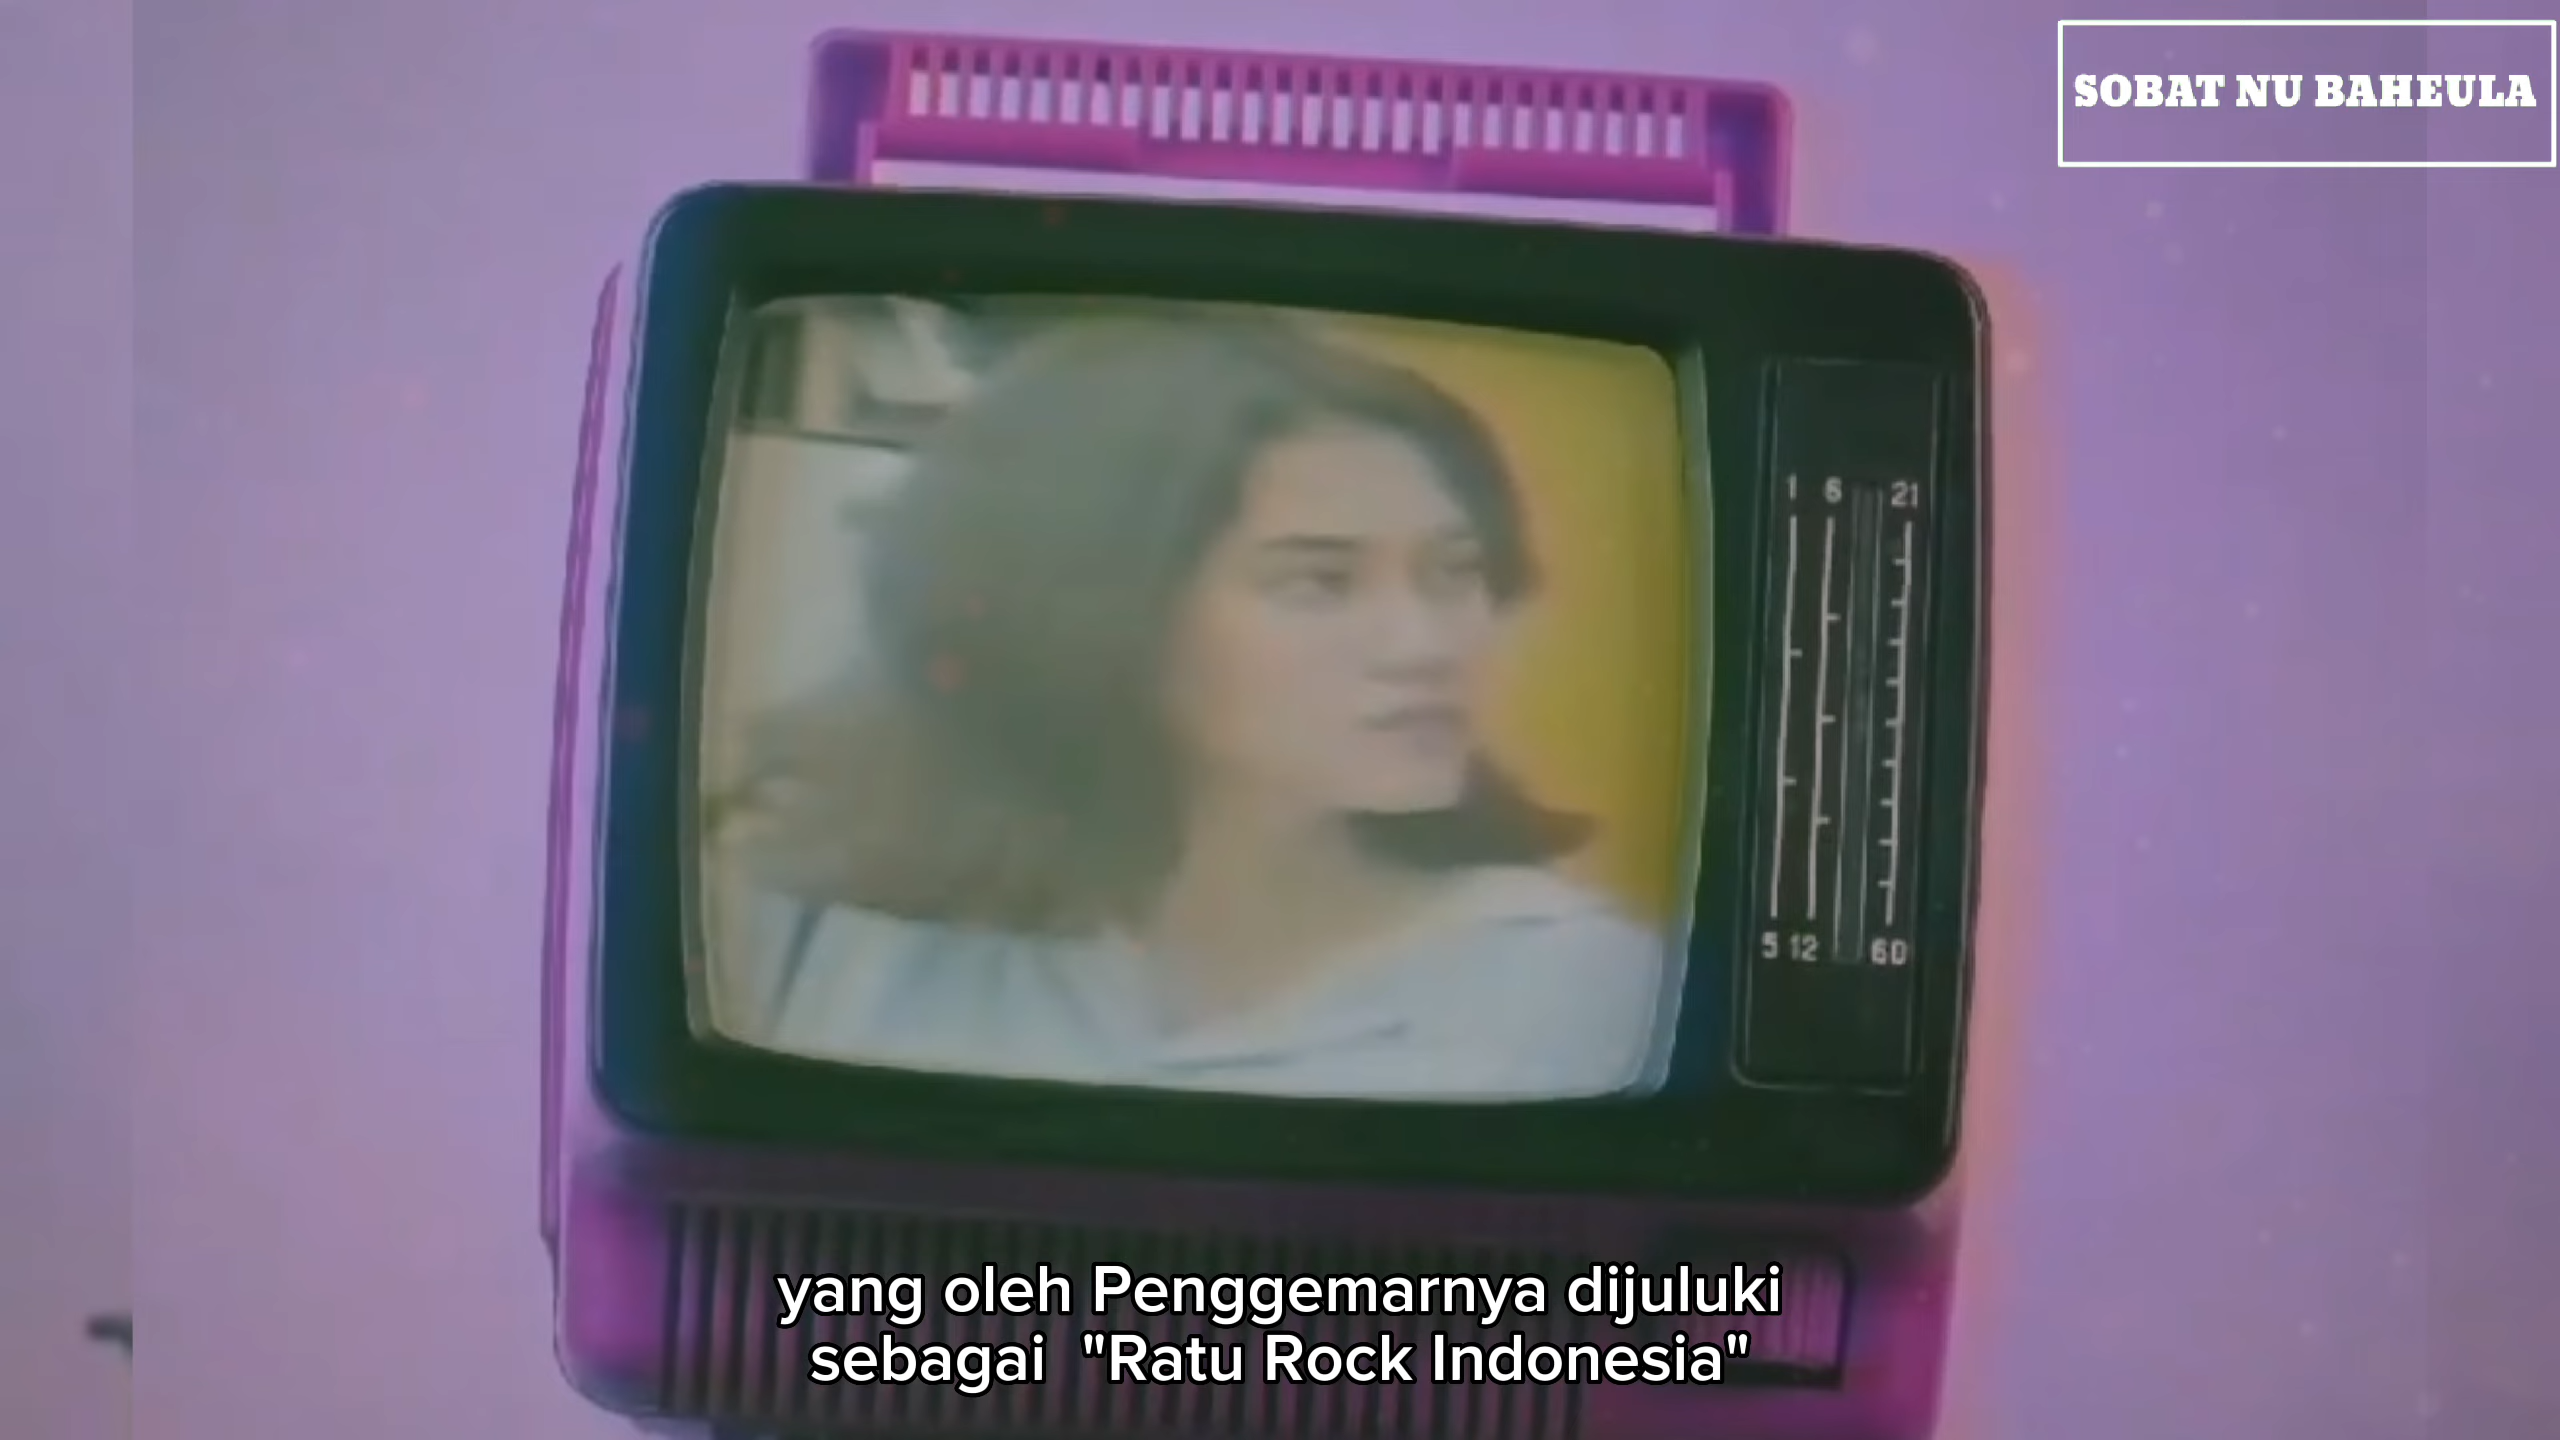 SOBAT NU BAHEULA
1 6 21
5 12 60
yang oleh Penggemarnya dijuluki
sebagai "Ratu Rock Indonesia"